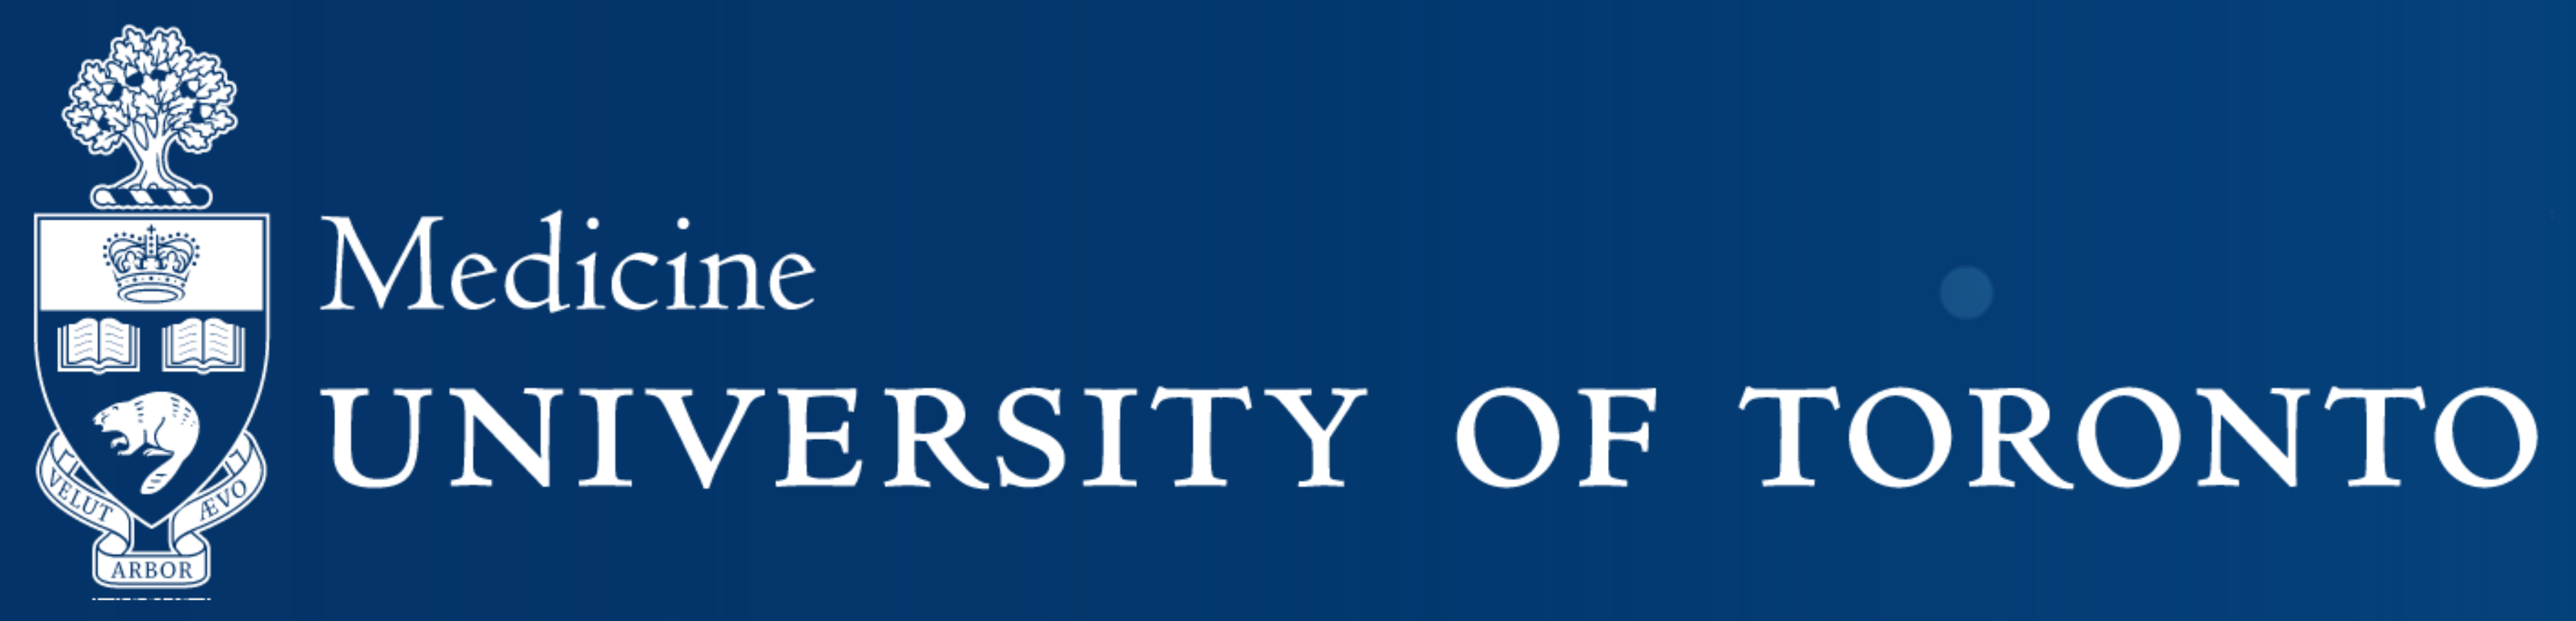 Medicine
UNIVERSITY OF TORONTO
VELUT
ARBOR
ÆVO